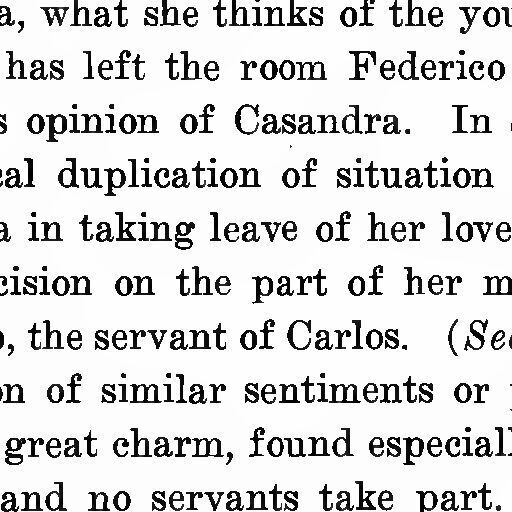 a, what she thinks of the you
has left the room Federico
s opinion of Casandra. In
cal duplication of situation
a in taking leave of her love
cision on the part of her m
o, the servant of Carlos. (See
on of similar sentiments or
great charm, found especiall
and no servants take part.